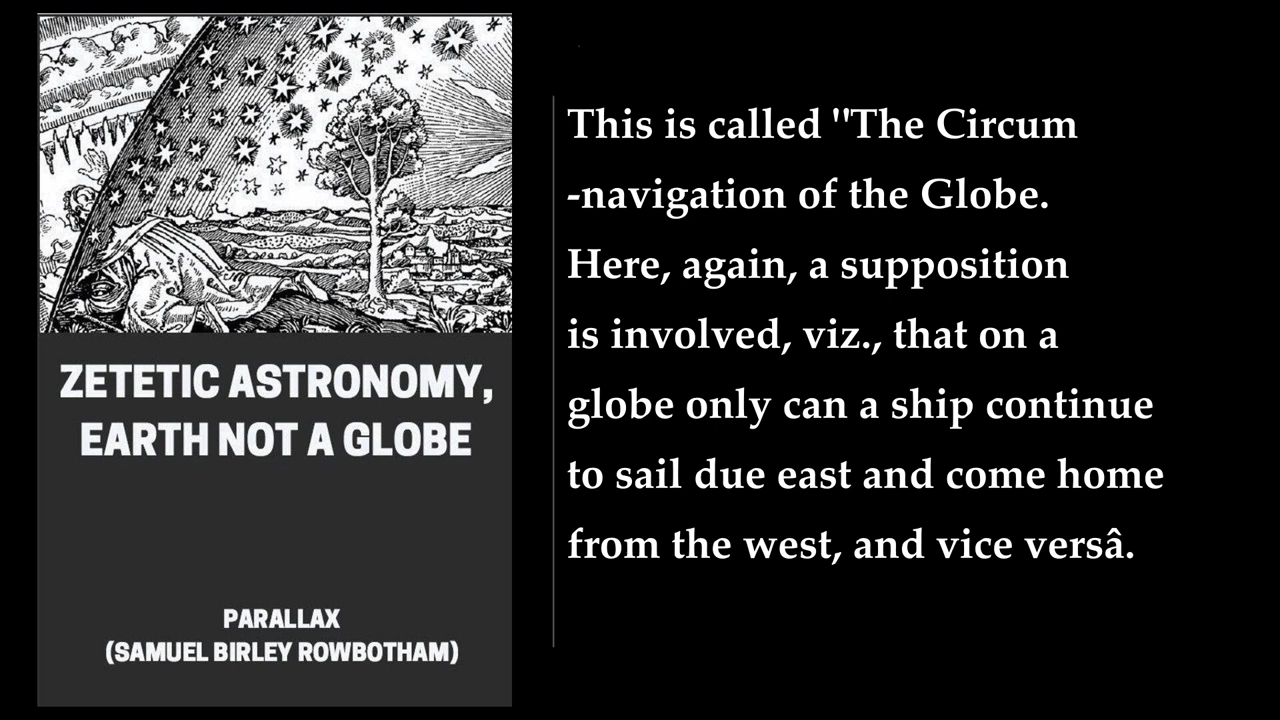 ZETETIC ASTRONOMY,
EARTH NOT A GLOBE
PARALLAX
(SAMUEL BIRLEY ROWBOTHAM)
This is called "The Circum
-navigation of the Globe.
Here, again, a supposition
is involved, viz., that on a
globe only can a ship continue
to sail due east and come home
from the west, and vice versâ.